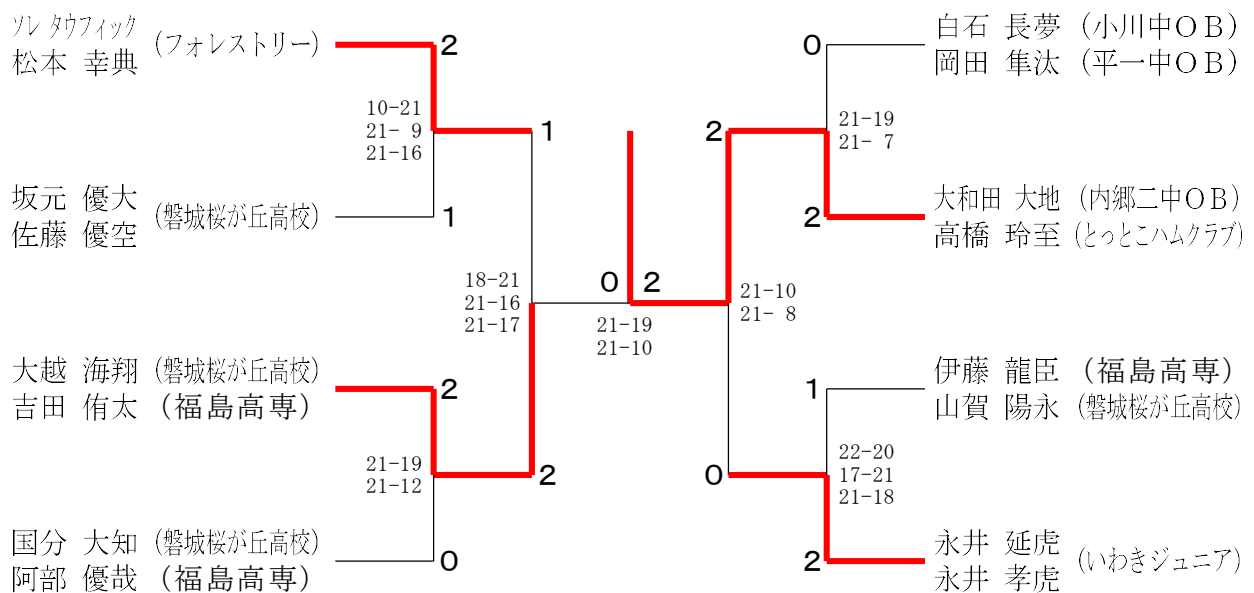 ソレ タウフィック
松本 幸典
(フォレストリー)
2
10-21
21- 9
21-16
1
坂元 優大
佐藤 優空
(磐城桜が丘高校)
1
18-21
21-16
21-17
大越 海翔 (磐城桜が丘高校)
吉田 侑太 (福島高専)
2
21-19
21-12
2
国分 大知 (磐城桜が丘高校)
阿部 優哉 (福島高専)
0
0 2
21-19
21-10
白石 長夢 (小川中OB)
岡田 隼汰 (平一中OB)
0
2
21-19
21- 7
大和田 大地 (内郷二中OB)
高橋 玲至 (とっとこハムクラブ)
2
21-10
21- 8
伊藤 龍臣 (福島高専)
山賀 陽永 (磐城桜が丘高校)
1
22-20
17-21
21-18
0
永井 延虎
永井 孝虎
(いわきジュニア)
2